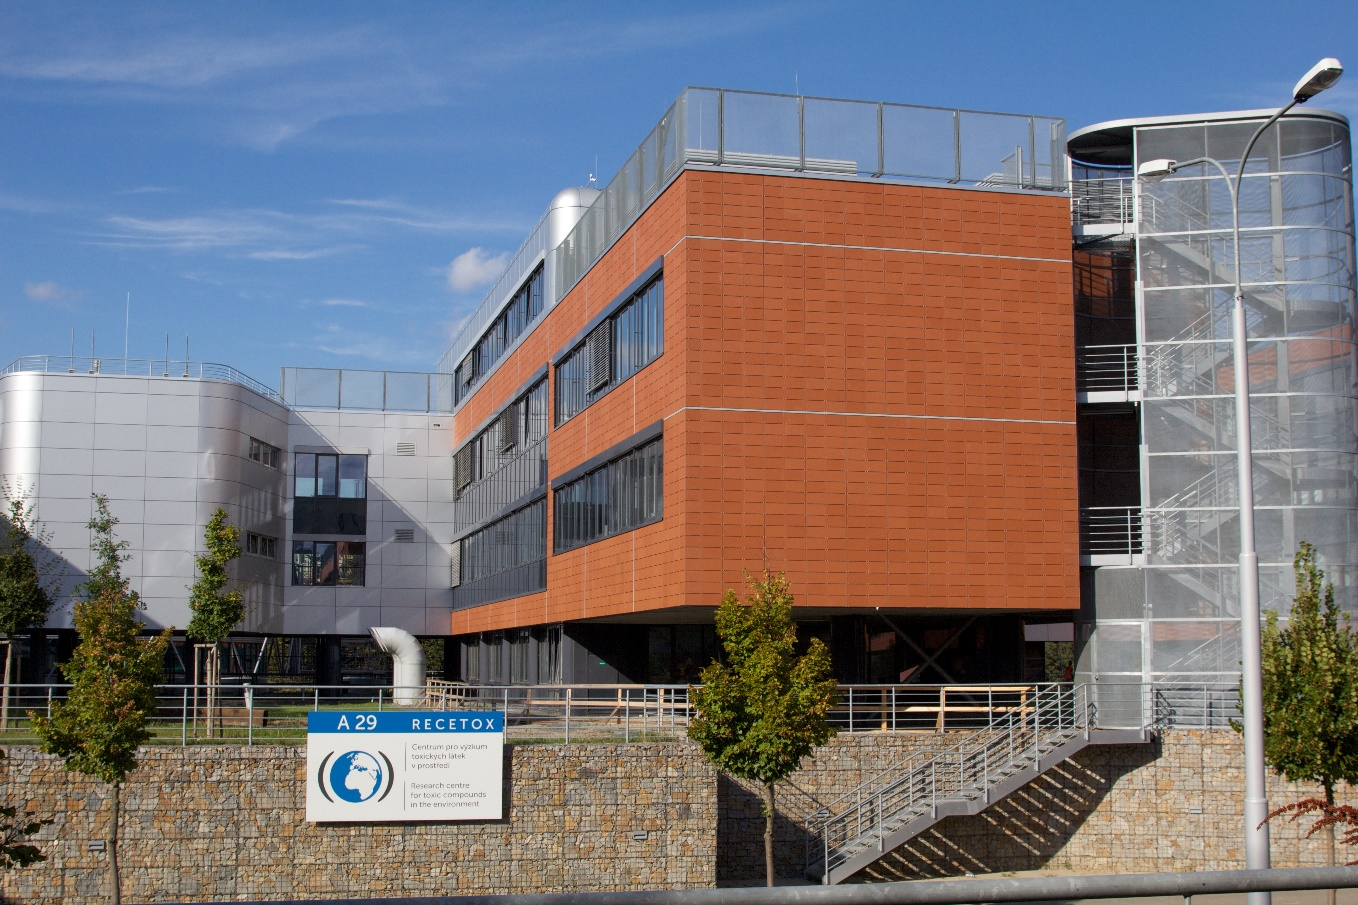 A 29 RECETOX
Centrum pro výzkum
toxických látek
v prostředí
Research centre
for toxic compounds
in the environment